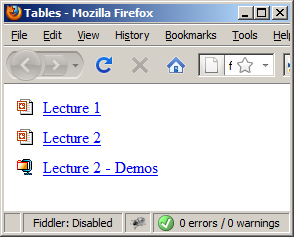 Tables - Mozilla Firefox
File Edit View History Bookmarks Tools Help
f
Lecture 1
Lecture 2
Lecture 2 - Demos
Fiddler: Disabled 0 errors / 0 warnings